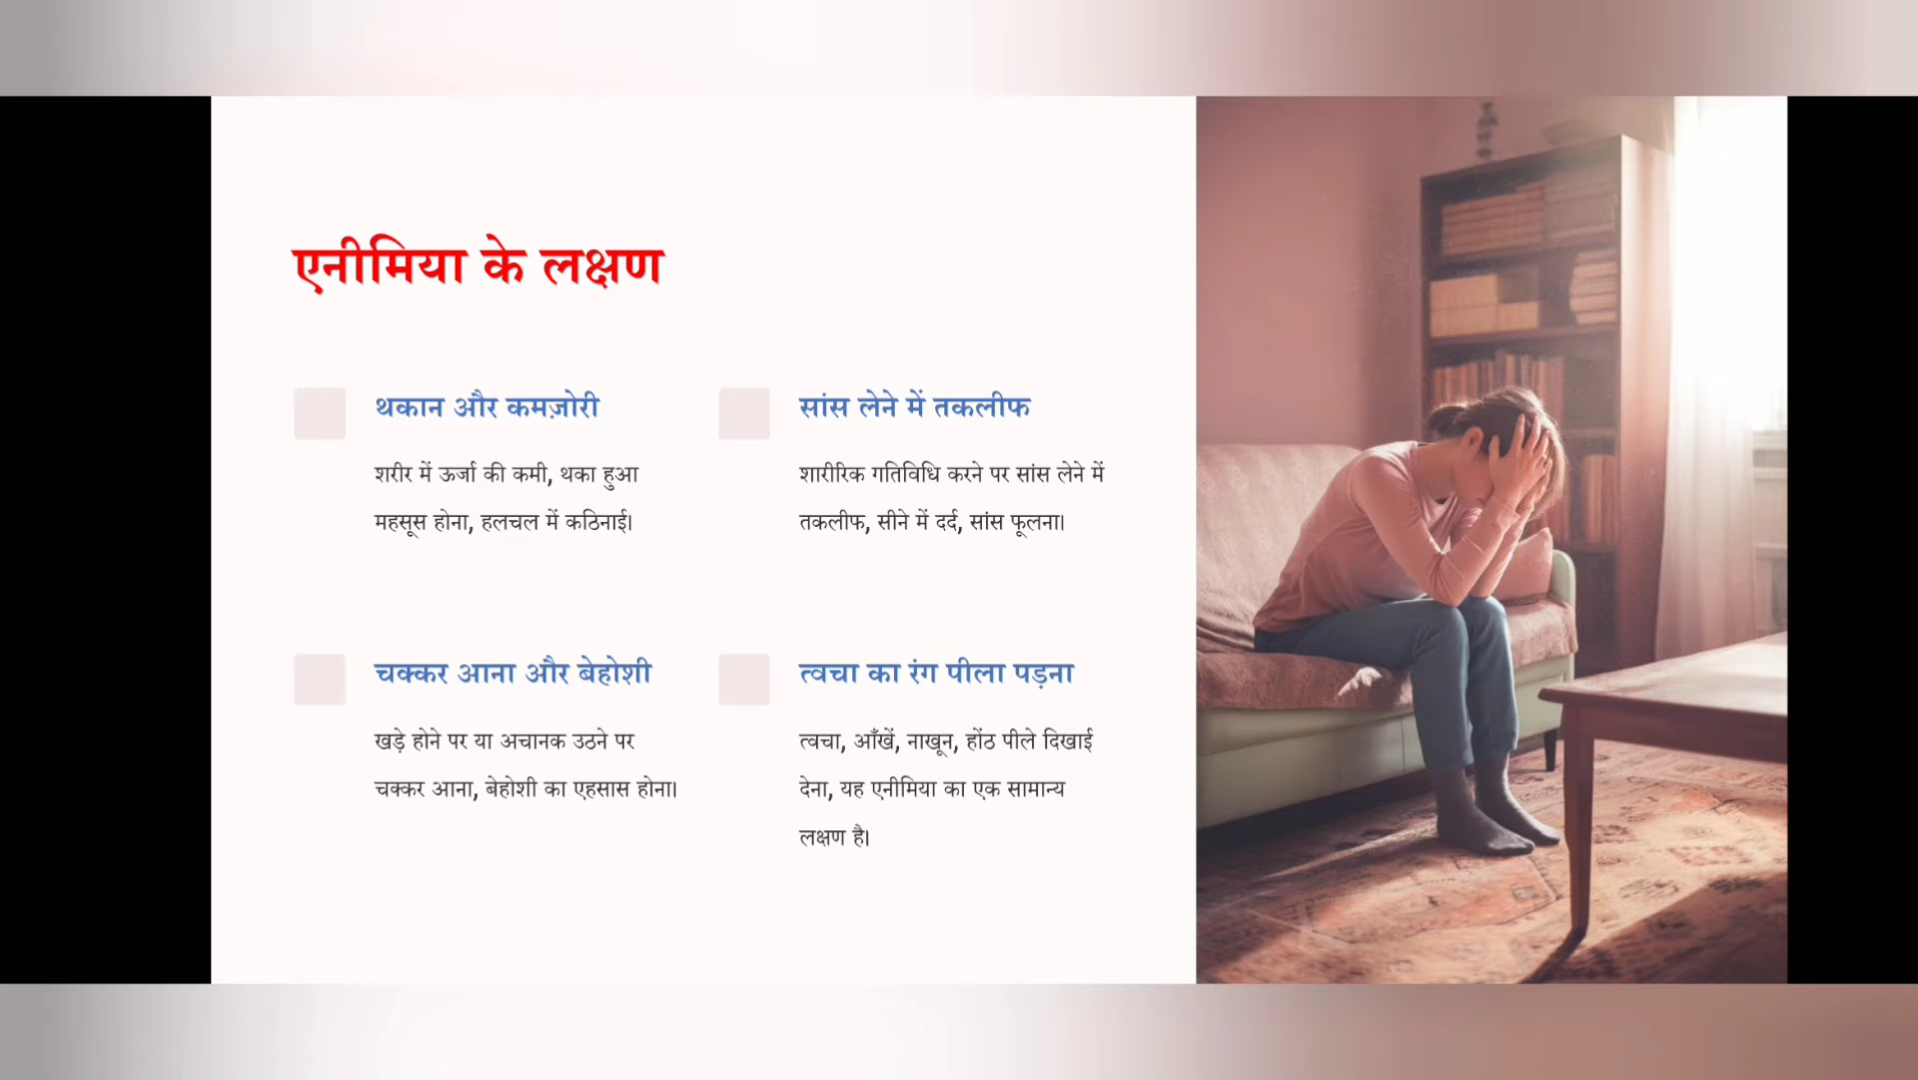 एनीमिया के लक्षण
थकान और कमज़ोरी
शरीर में ऊर्जा की कमी, थका हुआ
महसूस होना, हलचल में कठिनाई।
सांस लेने में तकलीफ
शारीरिक गतिविधि करने पर सांस लेने में
तकलीफ, सीने में दर्द, सांस फूलना।
चक्कर आना और बेहोशी
खड़े होने पर या अचानक उठने पर
चक्कर आना, बेहोशी का एहसास होना।
त्वचा का रंग पीला पड़ना
त्वचा, आँखें, नाखून, होंठ पीले दिखाई
देना, यह एनीमिया का एक सामान्य
लक्षण है।